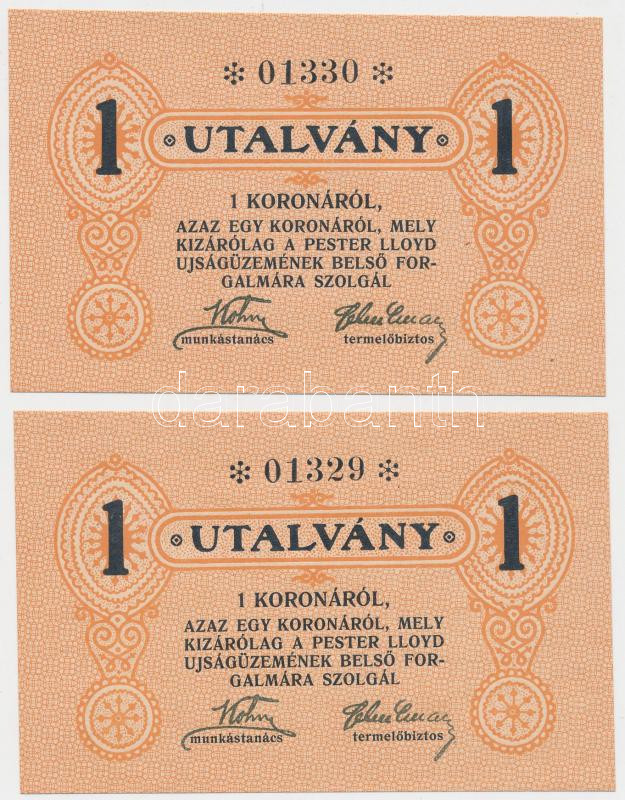 * 01330 *
1 UTALVÁNY 1
1 KORONÁRÓL,
AZAZ EGY KORONÁRÓL, MELY
KIZÁRÓLAG A PESTER LLOYD
UJSÁGÜZEMÉNEK BELSŐ FOR-
GALMÁRA SZOLGÁL
munkástanács termelőbiztos
darabanth
* 01329 *
1 UTALVÁNY 1
1 KORONÁRÓL,
AZAZ EGY KORONÁRÓL, MELY
KIZÁRÓLAG A PESTER LLOYD
UJSÁGÜZEMÉNEK BELSŐ FOR-
GALMÁRA SZOLGÁL
munkástanács termelőbiztos